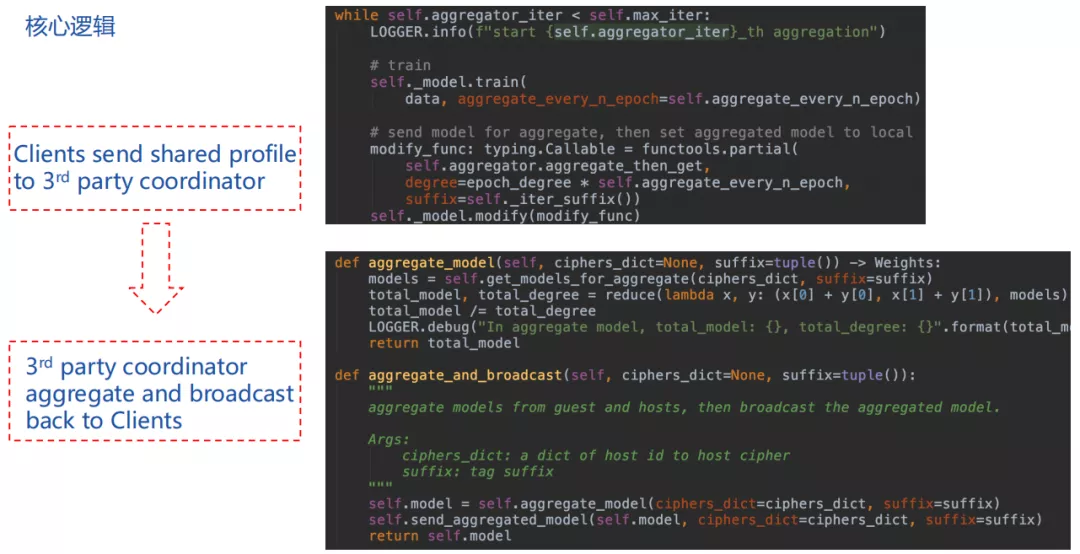 核心逻辑
while self.aggregator_iter < self.max_iter:
    LOGGER.info(f"start {self.aggregator_iter}_th aggregation")
    # train
    self._model.train(
        data, aggregate_every_n_epoch=self.aggregate_every_n_epoch)
    # send model for aggregate, then set aggregated model to local
    modify_func: typing.Callable = functools.partial(
        self.aggregator.aggregate_then_get,
        degree=epoch_degree * self.aggregate_every_n_epoch,
        suffix=self._iter_suffix())
    self._model.modify(modify_func)
Clients send shared profile
to 3rd party coordinator
def aggregate_model(self, ciphers_dict=None, suffix=tuple()) -> Weights:
    models = self.get_models_for_aggregate(ciphers_dict, suffix=suffix)
    total_model, total_degree = reduce(lambda x, y: (x[0] + y[0], x[1] + y[1]), models)
    total_model /= total_degree
    LOGGER.debug("In aggregate model, total_model: {}, total_degree: {}".format(total_mo
    return total_model
def aggregate_and_broadcast(self, ciphers_dict=None, suffix=tuple()):
    """
    aggregate models from guest and hosts, then broadcast the aggregated model.
    Args:
        ciphers_dict: a dict of host id to host cipher
        suffix: tag suffix
    """
    self.model = self.aggregate_model(ciphers_dict=ciphers_dict, suffix=suffix)
    self.send_aggregated_model(self.model, ciphers_dict=ciphers_dict, suffix=suffix)
    return self.model
3rd party coordinator
aggregate and broadcast
back to Clients